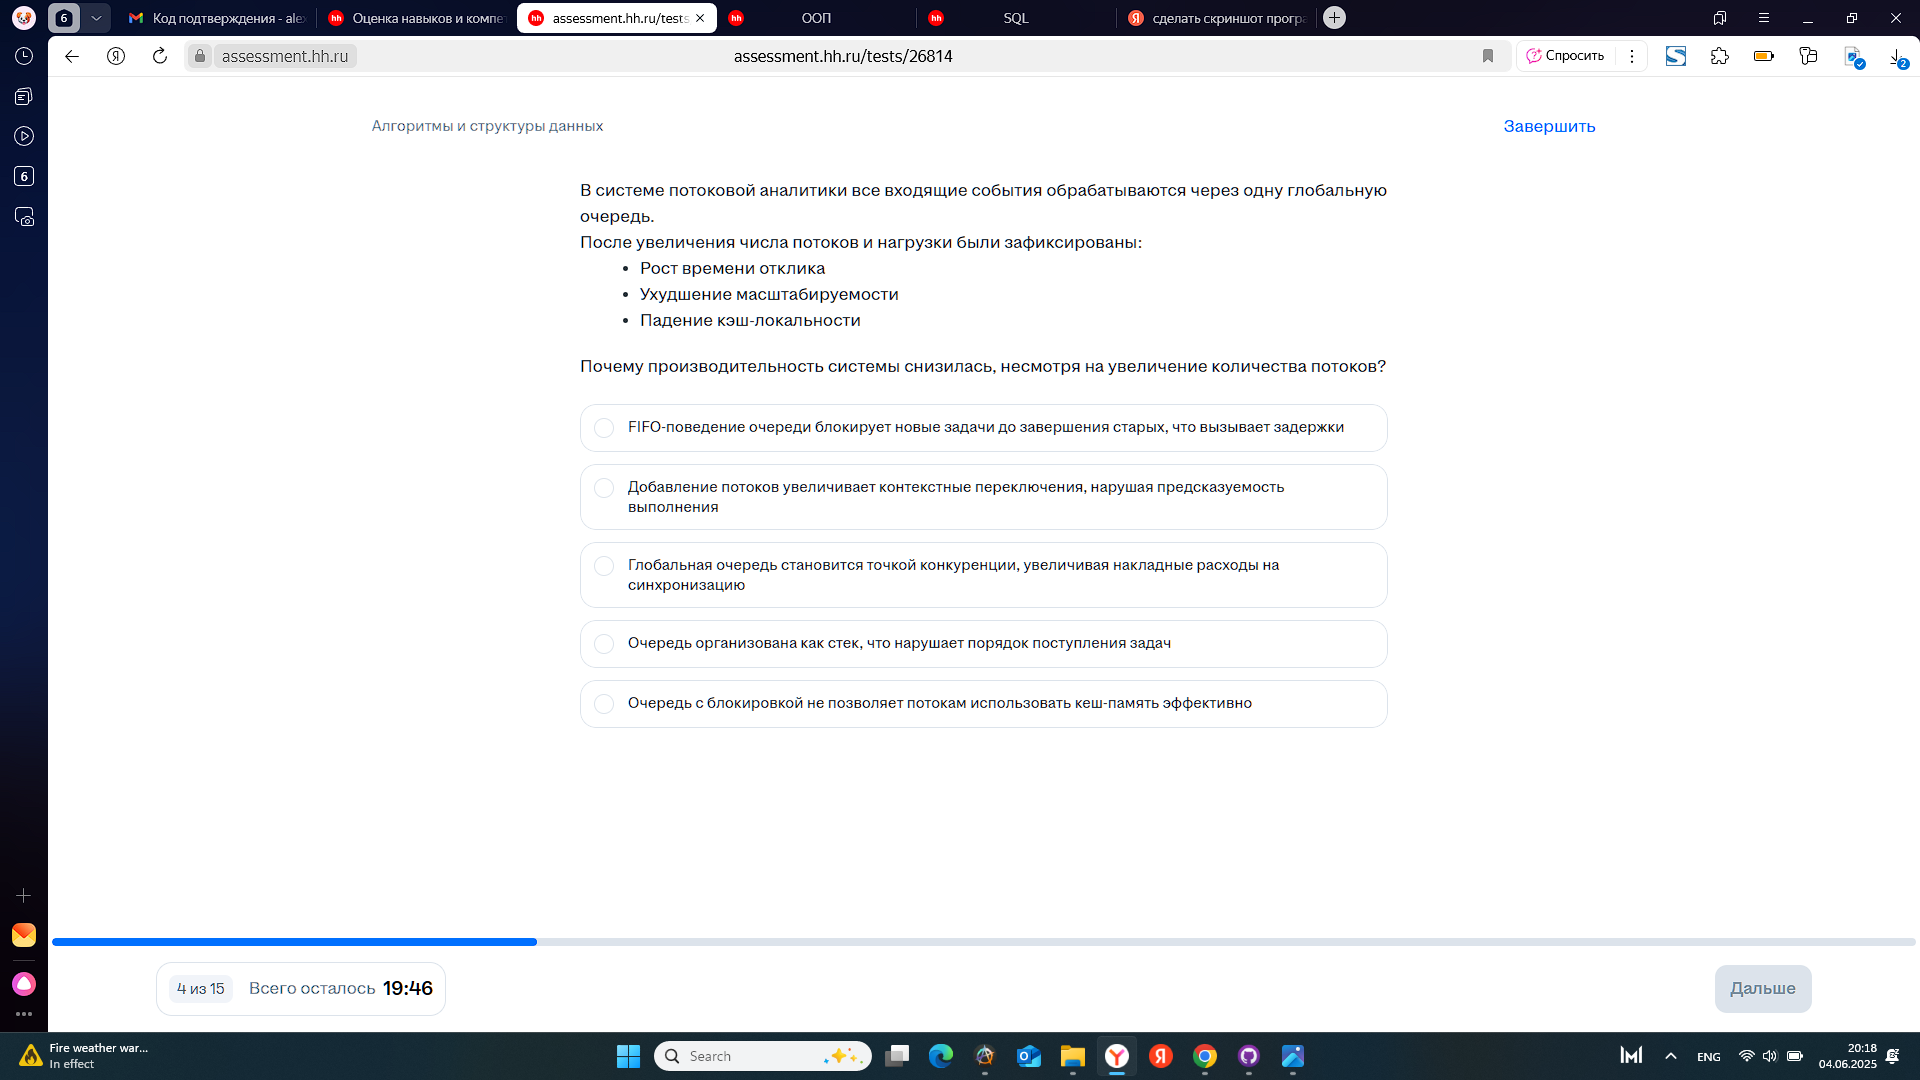 6
Код подтверждения - ale
Оценка навыков и компе
assessment.hh.ru/tests
ООП
SQL
сделать скриншот прогр
assessment.hh.ru
assessment.hh.ru/tests/26814
Спросить
2
6
Алгоритмы и структуры данных
Завершить
В системе потоковой аналитики все входящие события обрабатываются через одну глобальную
очередь.
После увеличения числа потоков и нагрузки были зафиксированы:
• Рост времени отклика
• Ухудшение масштабируемости
• Падение кэш-локальности
Почему производительность системы снизилась, несмотря на увеличение количества потоков?
FIFO-поведение очереди блокирует новые задачи до завершения старых, что вызывает задержки
Добавление потоков увеличивает контекстные переключения, нарушая предсказуемость
выполнения
Глобальная очередь становится точкой конкуренции, увеличивая накладные расходы на
синхронизацию
Очередь организована как стек, что нарушает порядок поступления задач
Очередь с блокировкой не позволяет потокам использовать кеш-память эффективно
4 из 15
Всего осталось 19:46
Дальше
Fire weather war...
In effect
Search
ENG
20:18
04.06.2025